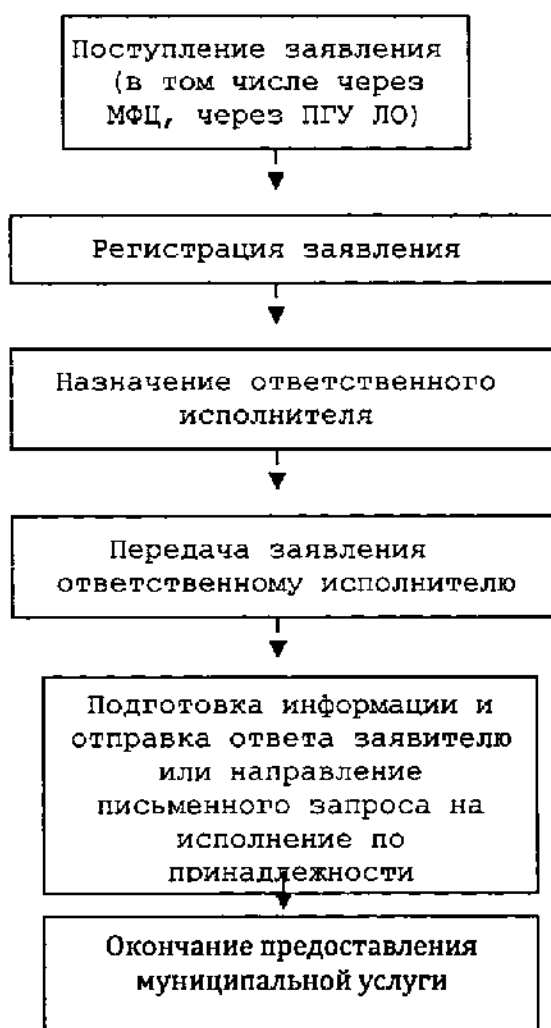 Поступление заявления
(в том числе через
МФЦ, через ПГУ ЛО)
Регистрация заявления
Назначение ответственного
исполнителя
Передача заявления
ответственному исполнителю
Подготовка информации и
отправка ответа заявителю
или направление
письменного запроса на
исполнение по
принадлежности
Окончание предоставления
муниципальной услуги